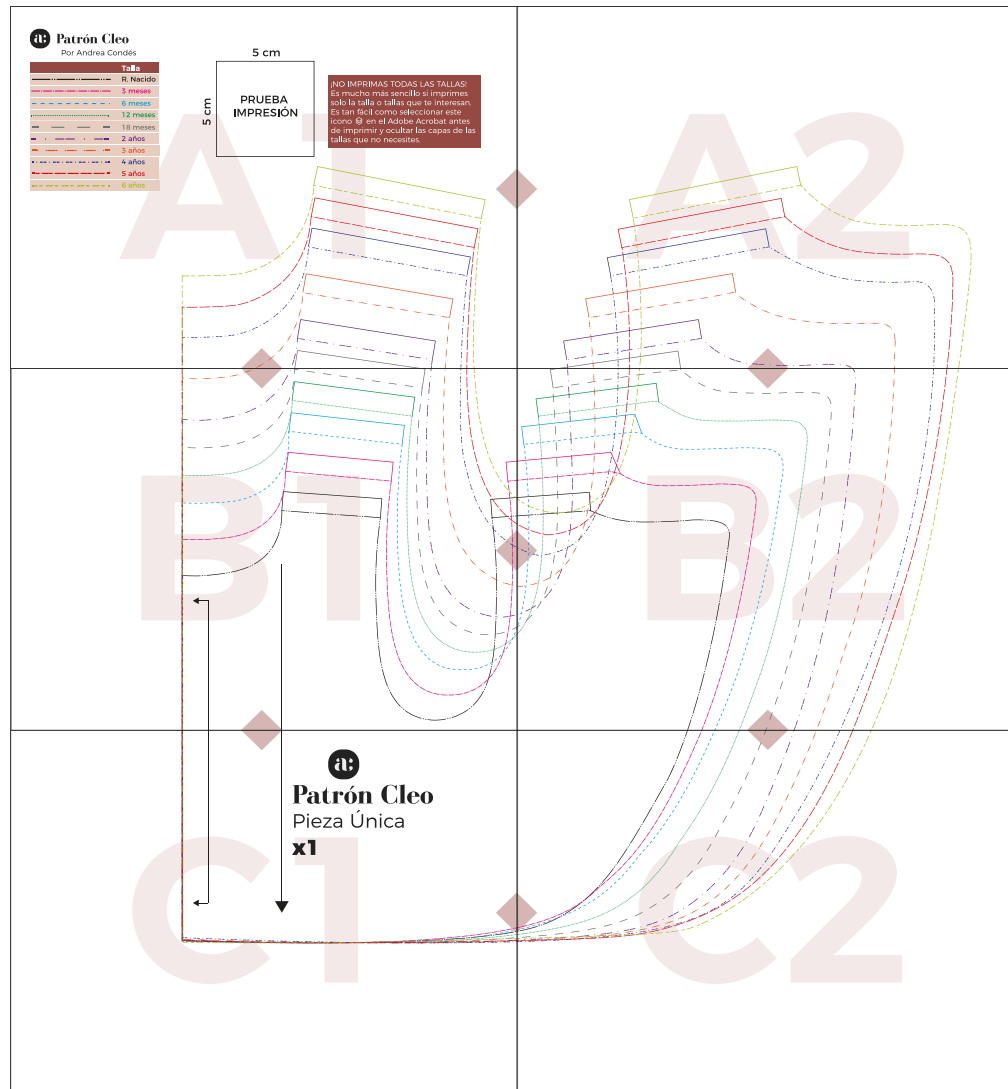 a;
Patrón Cleo
Por Andrea Condés
Talla
R. Nacido
3 meses
6 meses
12 meses
18 meses
2 años
3 años
4 años
5 años
6 años
5 cm
5 cm
PRUEBA
IMPRESIÓN
¡NO IMPRIMAS TODAS LAS TALLAS!
Es mucho más sencillo si imprimes
solo la talla o tallas que te interesan.
Es tan fácil como seleccionar este
icono en el Adobe Acrobat antes
de imprimir y ocultar las capas de las
tallas que no necesites.
A1
A2
B1
B2
a;
Patrón Cleo
Pieza Única
x1
C1
C2